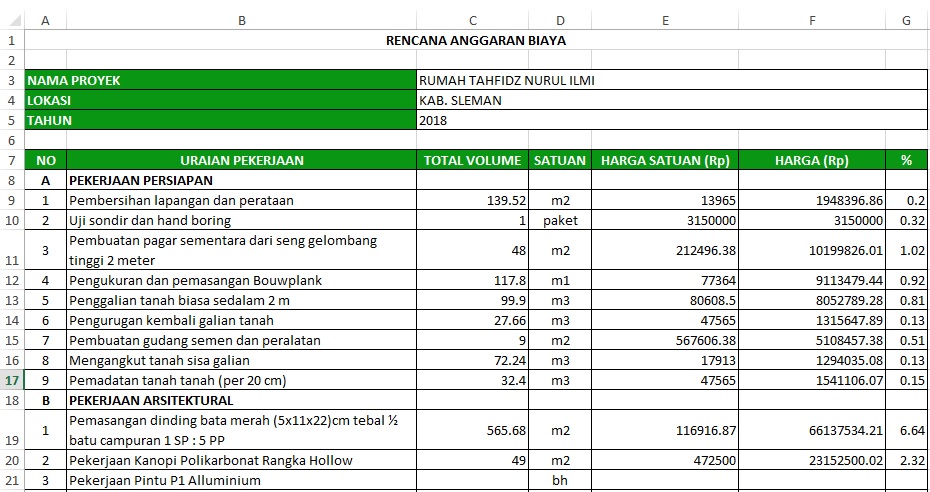 A B C D E F G
1 RENCANA ANGGARAN BIAYA
2
3 NAMA PROYEK RUMAH TAHFIDZ NURUL ILMI
4 LOKASI KAB. SLEMAN
5 TAHUN 2018
6
7 NO URAIAN PEKERJAAN TOTAL VOLUME SATUAN HARGA SATUAN (Rp) HARGA (Rp) %
8 A PEKERJAAN PERSIAPAN
9 1 Pembersihan lapangan dan perataan 139.52 m2 13965 1948396.86 0.2
10 2 Uji sondir dan hand boring 1 paket 3150000 3150000 0.32
11 3 Pembuatan pagar sementara dari seng gelombang
tinggi 2 meter 48 m2 212496.38 10199826.01 1.02
12 4 Pengukuran dan pemasangan Bouwplank 117.8 m1 77364 9113479.44 0.92
13 5 Penggalian tanah biasa sedalam 2 m 99.9 m3 80608.5 8052789.28 0.81
14 6 Pengurugan kembali galian tanah 27.66 m3 47565 1315647.89 0.13
15 7 Pembuatan gudang semen dan peralatan 9 m2 567606.38 5108457.38 0.51
16 8 Mengangkut tanah sisa galian 72.24 m3 17913 1294035.08 0.13
17 9 Pemadatan tanah tanah (per 20 cm) 32.4 m3 47565 1541106.07 0.15
18 B PEKERJAAN ARSITEKTURAL
19 1 Pemasangan dinding bata merah (5x11x22)cm tebal ½
batu campuran 1 SP : 5 PP 565.68 m2 116916.87 66137534.21 6.64
20 2 Pekerjaan Kanopi Polikarbonat Rangka Hollow 49 m2 472500 23152500.02 2.32
21 3 Pekerjaan Pintu P1 Alluminium bh